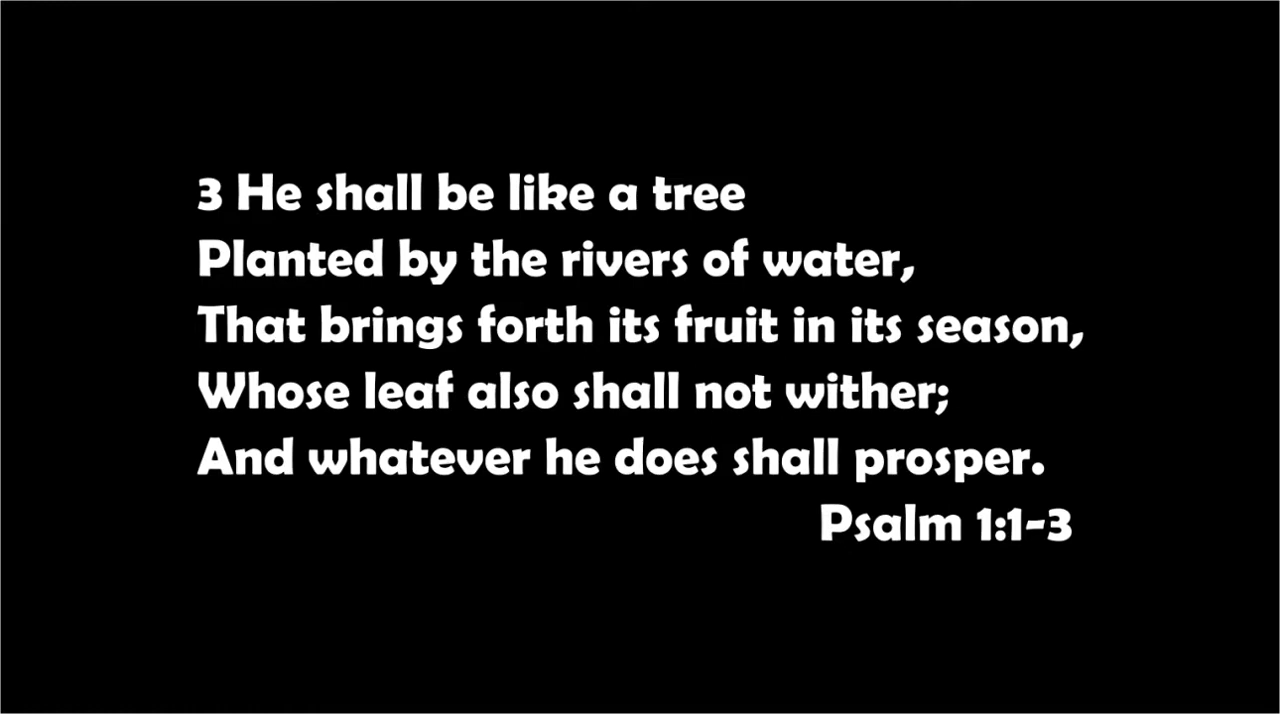 3 He shall be like a tree
Planted by the rivers of water,
That brings forth its fruit in its season,
Whose leaf also shall not wither;
And whatever he does shall prosper.
Psalm 1:1-3